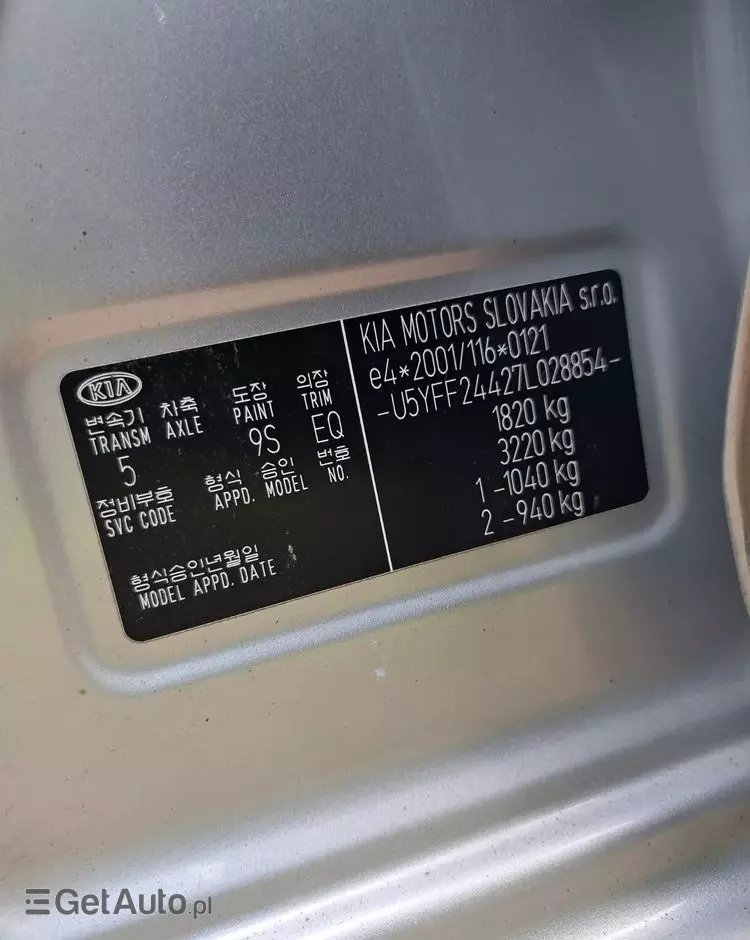 KIA
변속기 차축 도장 의장
TRANSM AXLE PAINT TRIM
5 9S EQ
정비부호 형식 승인 번호
SVC CODE APPD. MODEL NO.
형식승인년월일
MODEL APPD. DATE
KIA MOTORS SLOVAKIA s.r.o.
e4*2001/116*0121
-U5YFF24427L028854-
1820 kg
3220 kg
1 -1040 kg
2 -940 kg
GetAuto.pl